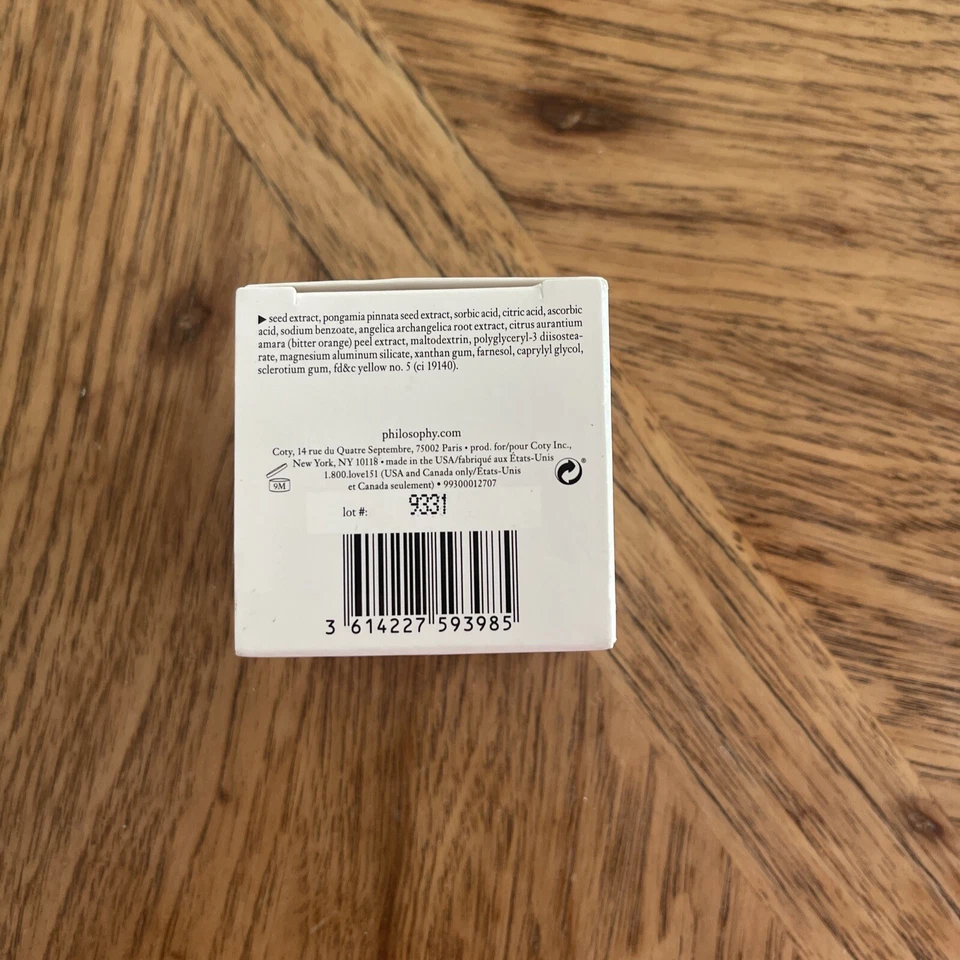 ▶ seed extract, pongamia pinnata seed extract, sorbic acid, citric acid, ascorbic
acid, sodium benzoate, angelica archangelica root extract, citrus aurantium
amara (bitter orange) peel extract, maltodextrin, polyglyceryl-3 diisostea-
rate, magnesium aluminum silicate, xanthan gum, farnesol, caprylyl glycol,
sclerotium gum, fd&c yellow no. 5 (ci 19140).
philosophy.com
Coty, 14 rue du Quatre Septembre, 75002 Paris • prod. for/pour Coty Inc.,
New York, NY 10118 • made in the USA/fabriqué aux États-Unis
1.800.love151 (USA and Canada only/États-Unis
et Canada seulement) • 99300012707
9M
®
lot #: 9331
3 614227 593985